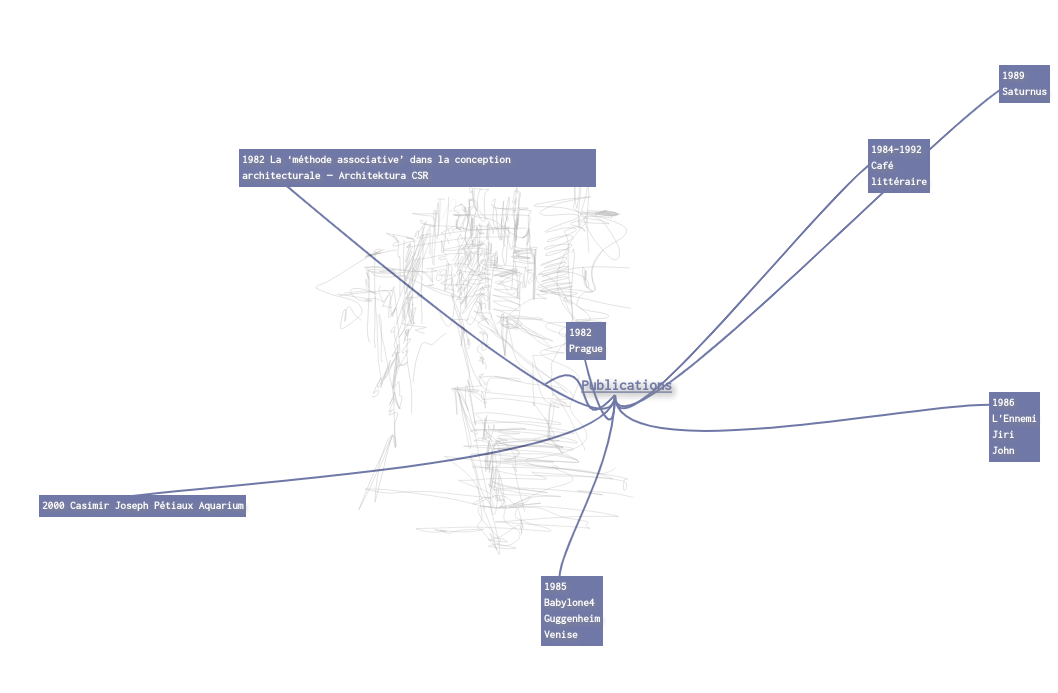 1989
Saturnus
1984–1992
Café
littéraire
1982 La ‘méthode associative’ dans la conception
architecturale — Architektura CSR
1982
Prague
Publications
1986
L'Ennemi
Jiri
John
2000 Casimir Joseph Pétiaux Aquarium
1985
Babylone4
Guggenheim
Venise